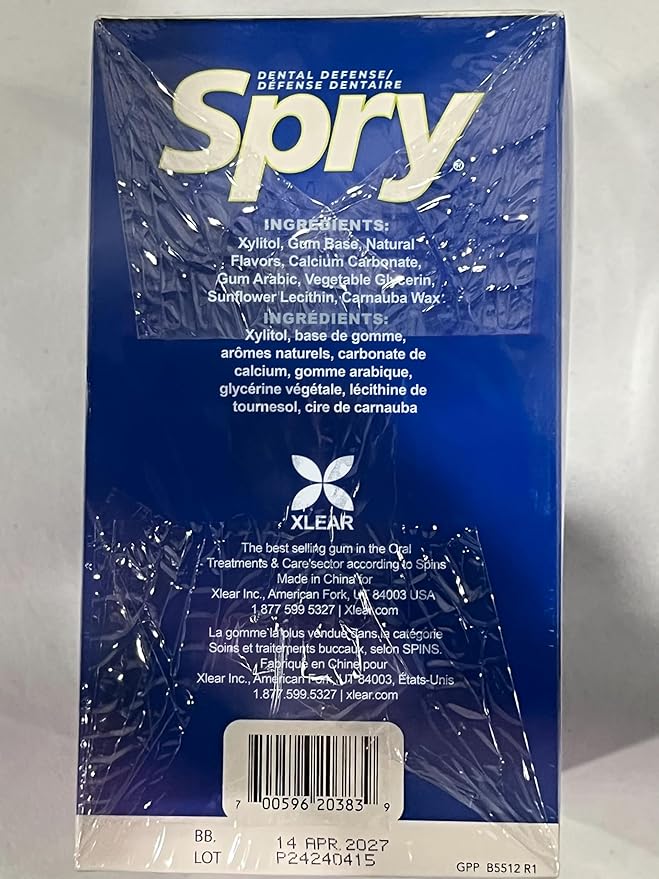 DENTAL DEFENSE/
DÉFENSE DENTAIRE
Spry®
INGREDIENTS:
Xylitol, Gum Base, Natural
Flavors, Calcium Carbonate,
Gum Arabic, Vegetable Glycerin,
Sunflower Lecithin, Carnauba Wax
INGRÉDIENTS:
Xylitol, base de gomme,
arômes naturels, carbonate de
calcium, gomme arabique,
glycérine végétale, lécithine de
tournesol, cire de carnauba
XLEAR
The best selling gum in the Oral
Treatments & Care sector according to Spins
Made in China for
Xlear Inc., American Fork, UT 84003 USA
1 877 599 5327 | Xlear.com
La gomme la plus vendue dans la catégorie
Soins et traitements buccaux, selon SPINS.
Fabriqué en Chine pour
Xlear Inc., American Fork, UT 84003, États-Unis
1.877.599.5327 | xlear.com
7 00596 20383 9
BB. 14 APR. 2027
LOT P24240415
GPP B5512 R1